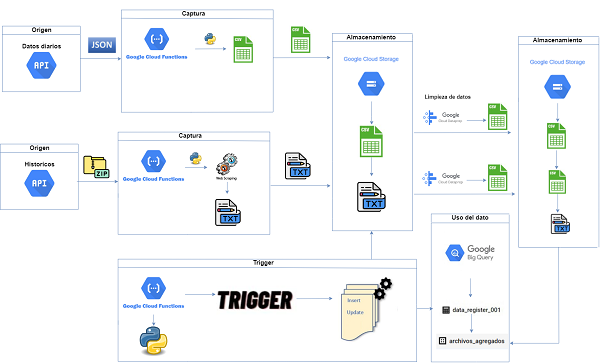 Origen
Datos diarios
API
JSON
Captura
Google Cloud Functions
CSV
CSV
Almacenamiento
Google Cloud Storage
CSV
TXT
Limpieza de datos
Google
Cloud Dataprep
CSV
Google
Cloud Dataprep
CSV
Almacenamiento
Google Cloud Storage
CSV
CSV
TXT
Origen
Historicos
API
ZIP
Captura
Google Cloud Functions
Web Scraping
TXT
TXT
Uso del dato
Google
Big Query
data_register_001
archivos_agregados
Trigger
Google Cloud Functions
TRIGGER
Insert
Update